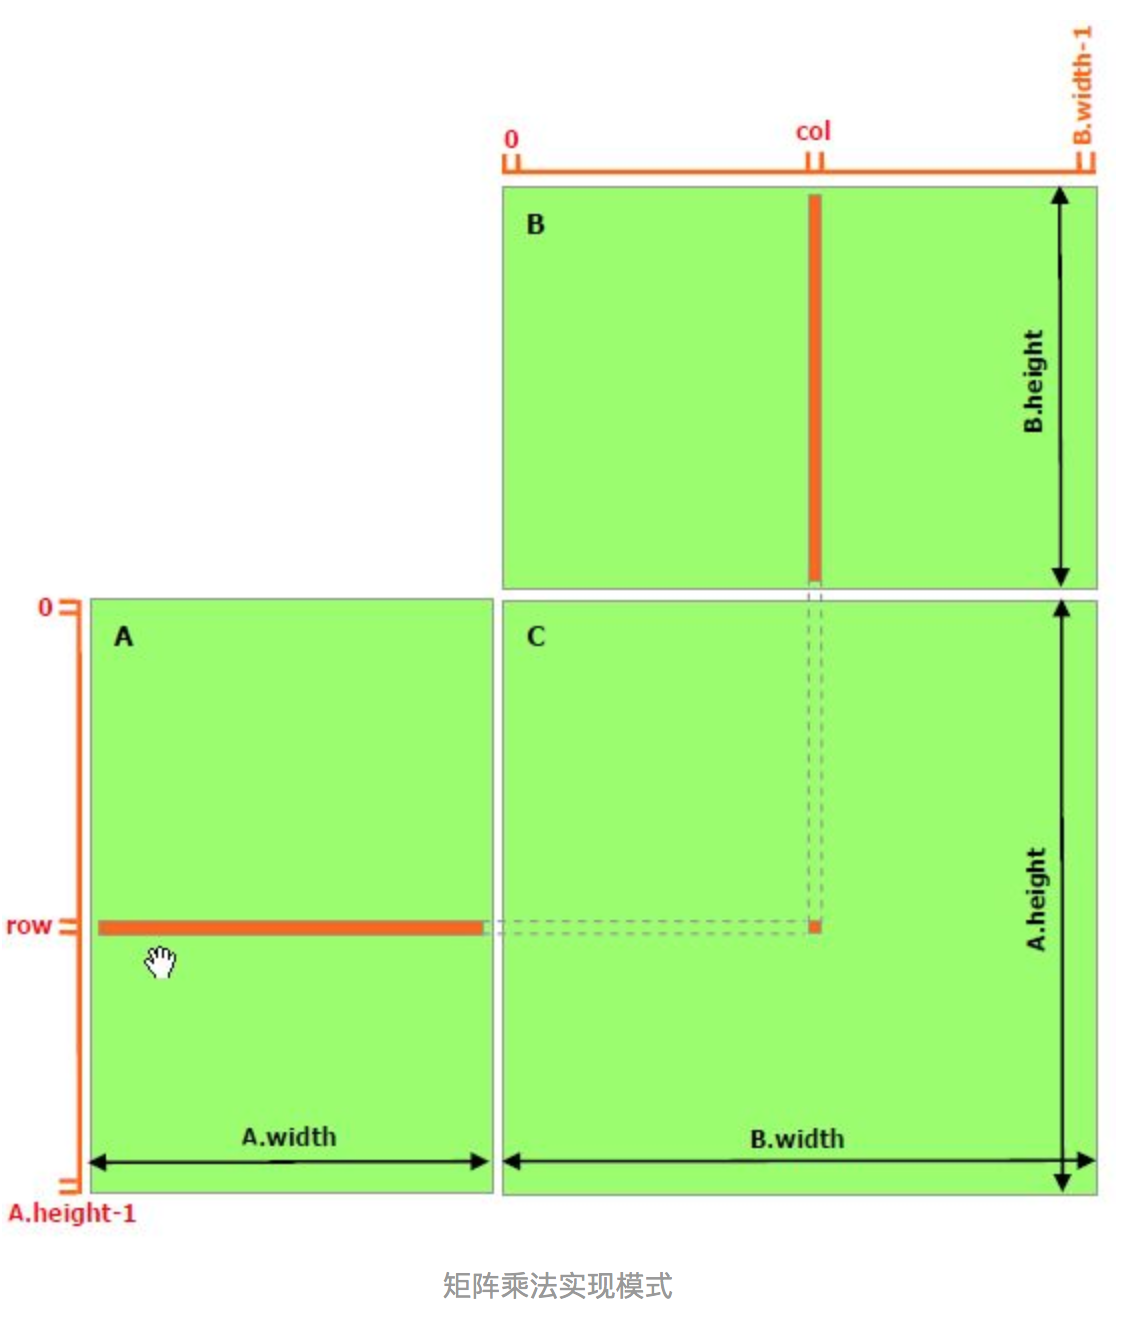 B.width-1
0
col
B
B.height
0
A
C
row
A.height
A.width
B.width
A.height-1
矩阵乘法实现模式